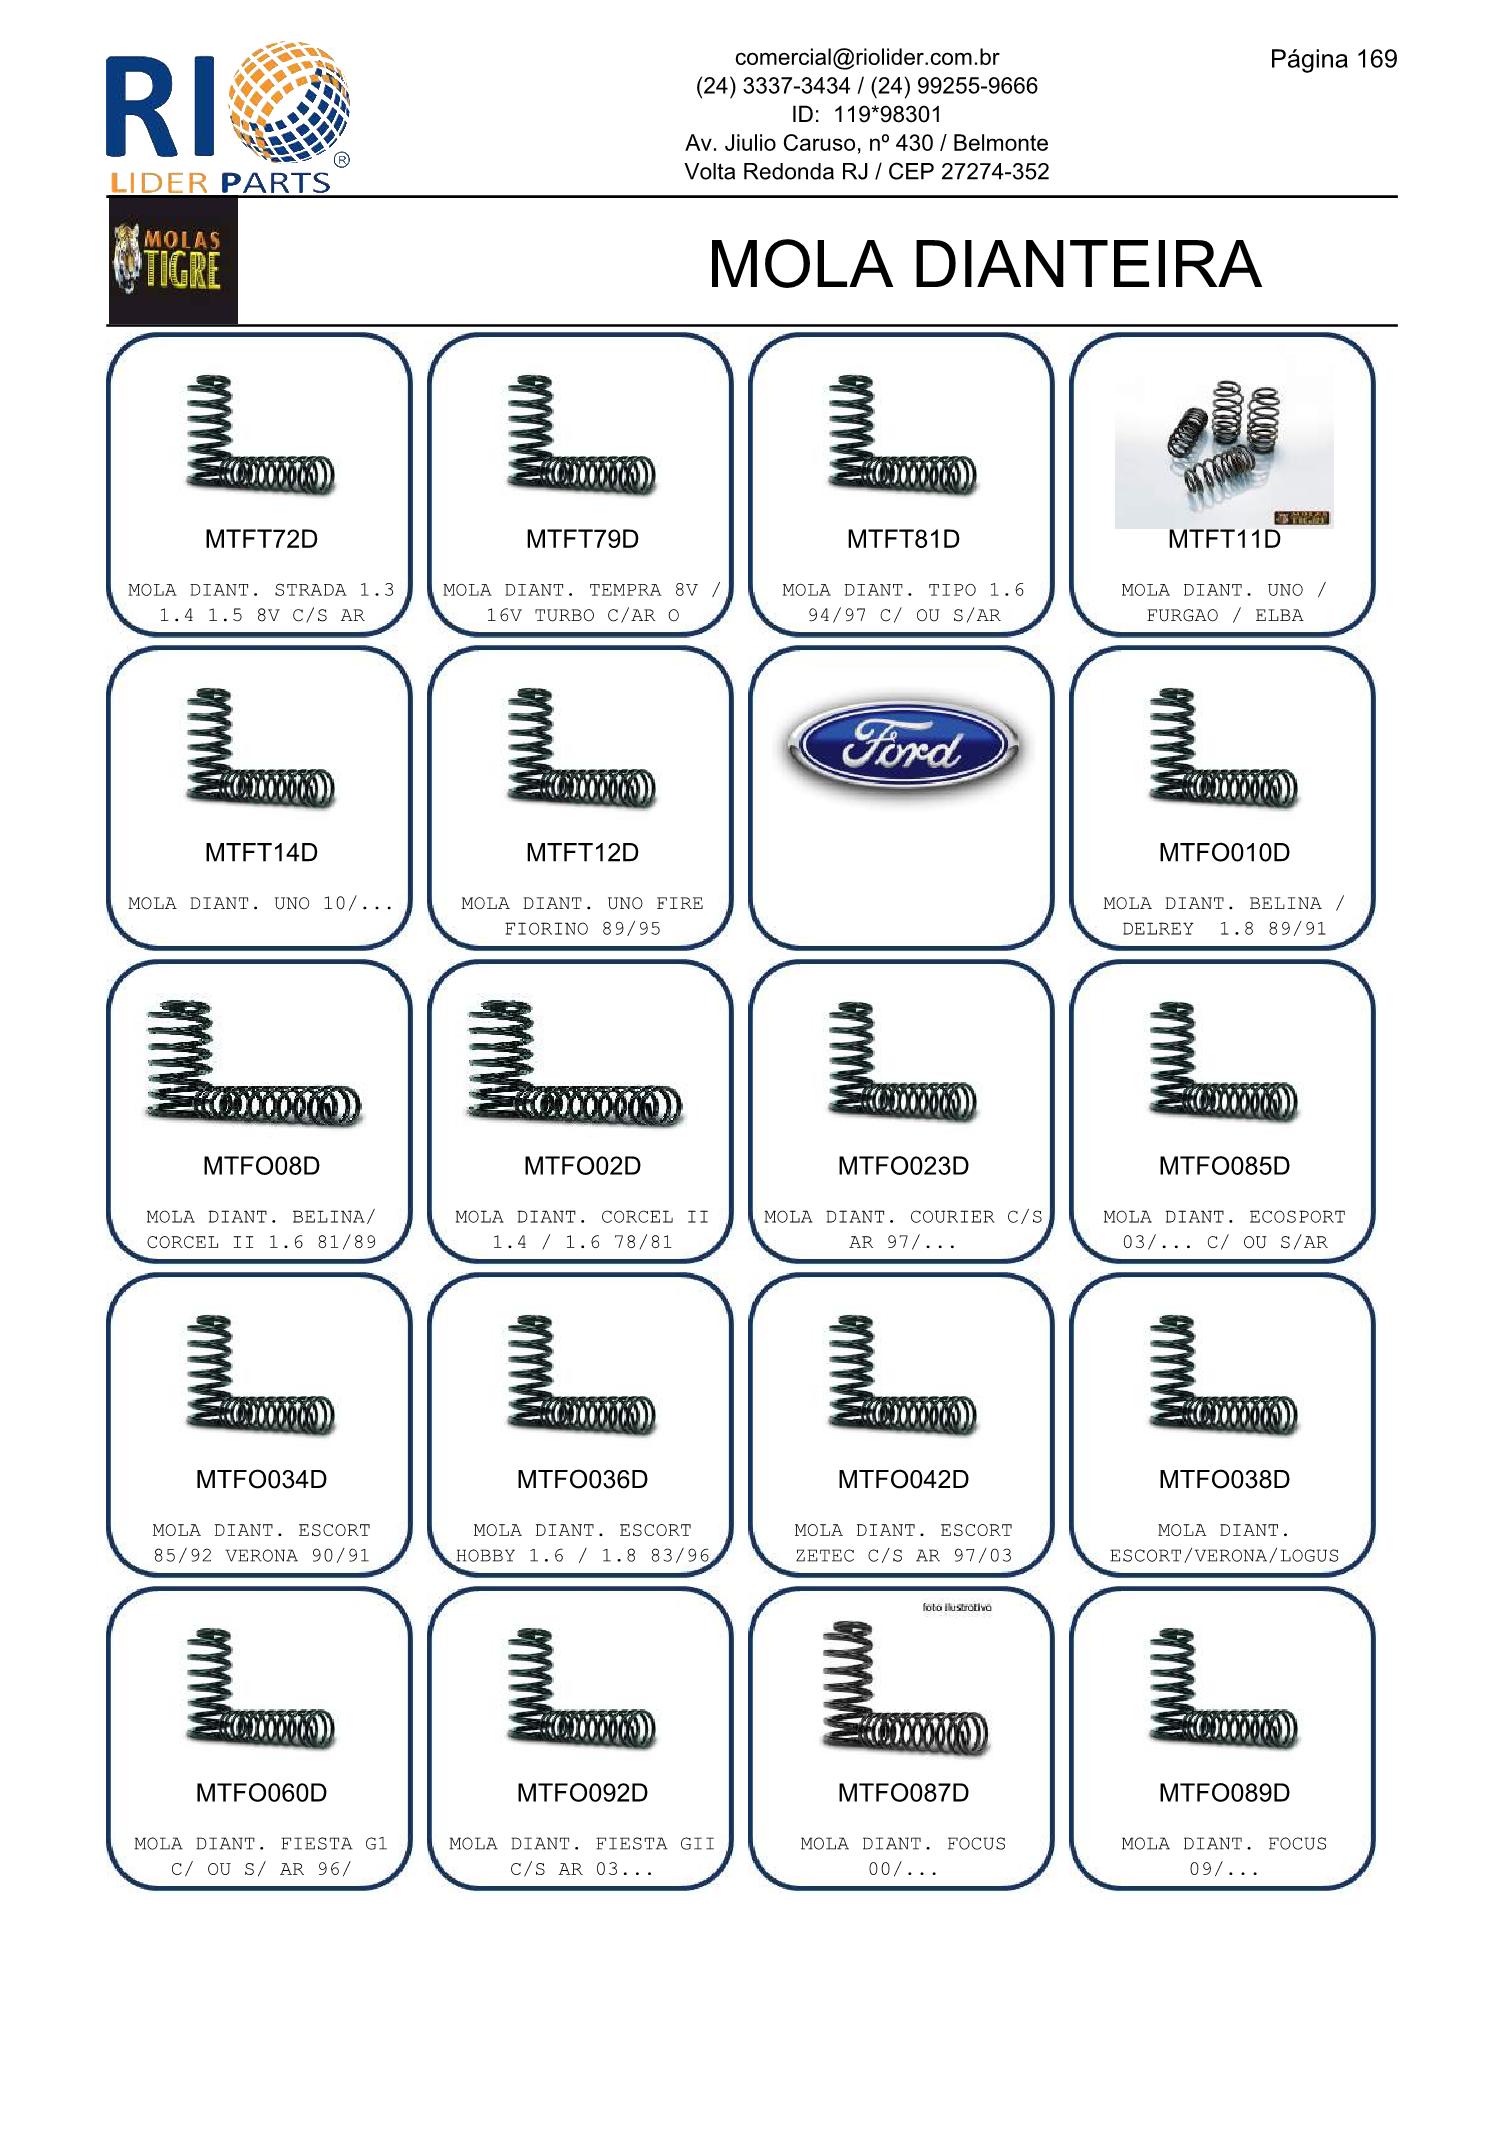 RIO
®
LIDER PARTS
comercial@riolider.com.br
(24) 3337-3434 / (24) 99255-9666
ID:  119*98301
Av. Jiulio Caruso, nº 430 / Belmonte
Volta Redonda RJ / CEP 27274-352
Página 169
MOLAS
TIGRE
MOLA DIANTEIRA
MTFT72D
MOLA DIANT. STRADA 1.3
1.4 1.5 8V C/S AR
MTFT79D
MOLA DIANT. TEMPRA 8V /
16V TURBO C/AR O
MTFT81D
MOLA DIANT. TIPO 1.6
94/97 C/ OU S/AR
MOLAS
TIGRE
MTFT11D
MOLA DIANT. UNO /
FURGAO / ELBA
MTFT14D
MOLA DIANT. UNO 10/...
MTFT12D
MOLA DIANT. UNO FIRE
FIORINO 89/95
Ford
MTFO010D
MOLA DIANT. BELINA /
DELREY  1.8 89/91
MTFO08D
MOLA DIANT. BELINA/
CORCEL II 1.6 81/89
MTFO02D
MOLA DIANT. CORCEL II
1.4 / 1.6 78/81
MTFO023D
MOLA DIANT. COURIER C/S
AR 97/...
MTFO085D
MOLA DIANT. ECOSPORT
03/... C/ OU S/AR
MTFO034D
MOLA DIANT. ESCORT
85/92 VERONA 90/91
MTFO036D
MOLA DIANT. ESCORT
HOBBY 1.6 / 1.8 83/96
MTFO042D
MOLA DIANT. ESCORT
ZETEC C/S AR 97/03
MTFO038D
MOLA DIANT.
ESCORT/VERONA/LOGUS
MTFO060D
MOLA DIANT. FIESTA G1
C/ OU S/ AR 96/
MTFO092D
MOLA DIANT. FIESTA GII
C/S AR 03...
foto ilustrativa
MTFO087D
MOLA DIANT. FOCUS
00/...
MTFO089D
MOLA DIANT. FOCUS
09/...